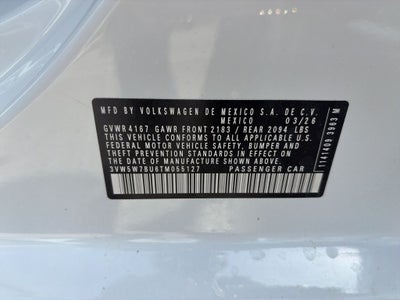 MFD BY VOLKSWAGEN DE MEXICO S.A. DE C.V.
MEXICO 03/26
GVWR 4167 GAWR FRONT 2183 / REAR 2094 LBS
THIS VEHICLE CONFORMS TO ALL APPLICABLE U.S.
FEDERAL MOTOR VEHICLE SAFETY, BUMPER AND
THEFT PREVENTION STANDARDS IN EFFECT ON
THE DATE OF MANUFACTURE SHOWN ABOVE.
3VW5W7BU6TM055127 PASSENGER CAR
1141409 3963 M